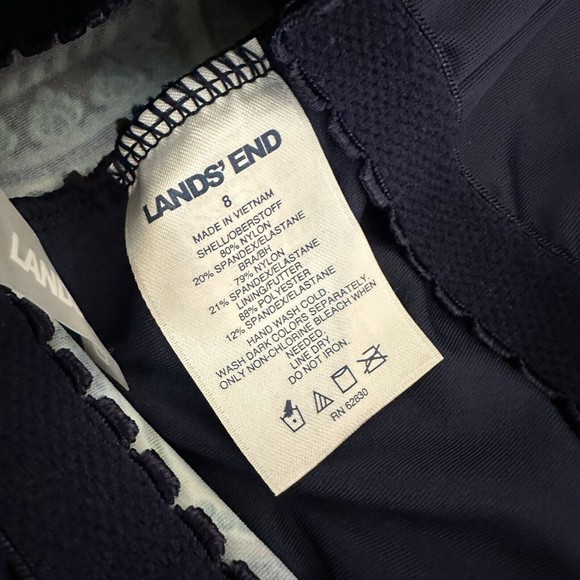 LANDS' END
8
MADE IN VIETNAM
SHELL/OBERSTOFF
80% NYLON
20% SPANDEX/ELASTANE
BRA/BH
79% NYLON
21% SPANDEX/ELASTANE
LINING/FUTTER
88% POLYESTER
12% SPANDEX/ELASTANE
HAND WASH COLD.
WASH DARK COLORS SEPARATELY.
ONLY NON-CHLORINE BLEACH WHEN
NEEDED.
LINE DRY.
DO NOT IRON.
RN 62830
LAND